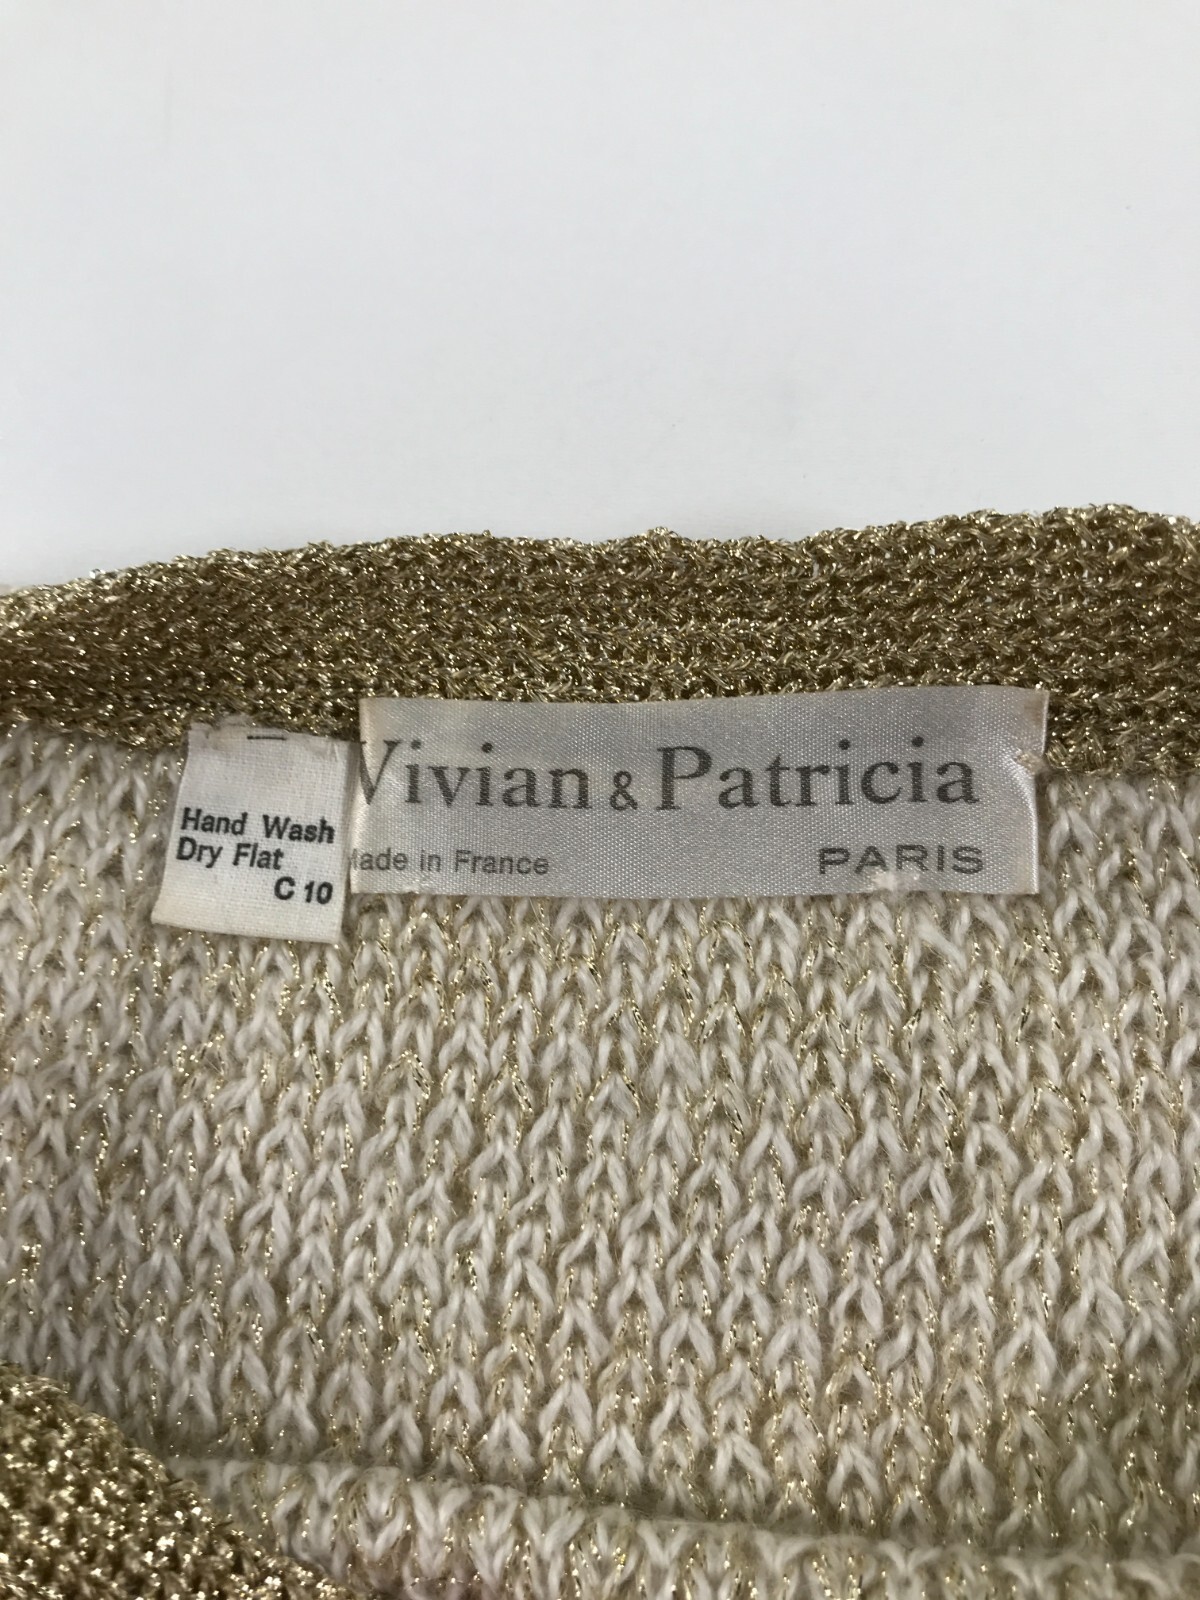 Hand Wash
Dry Flat
C 10
Vivian & Patricia
Made in France
PARIS